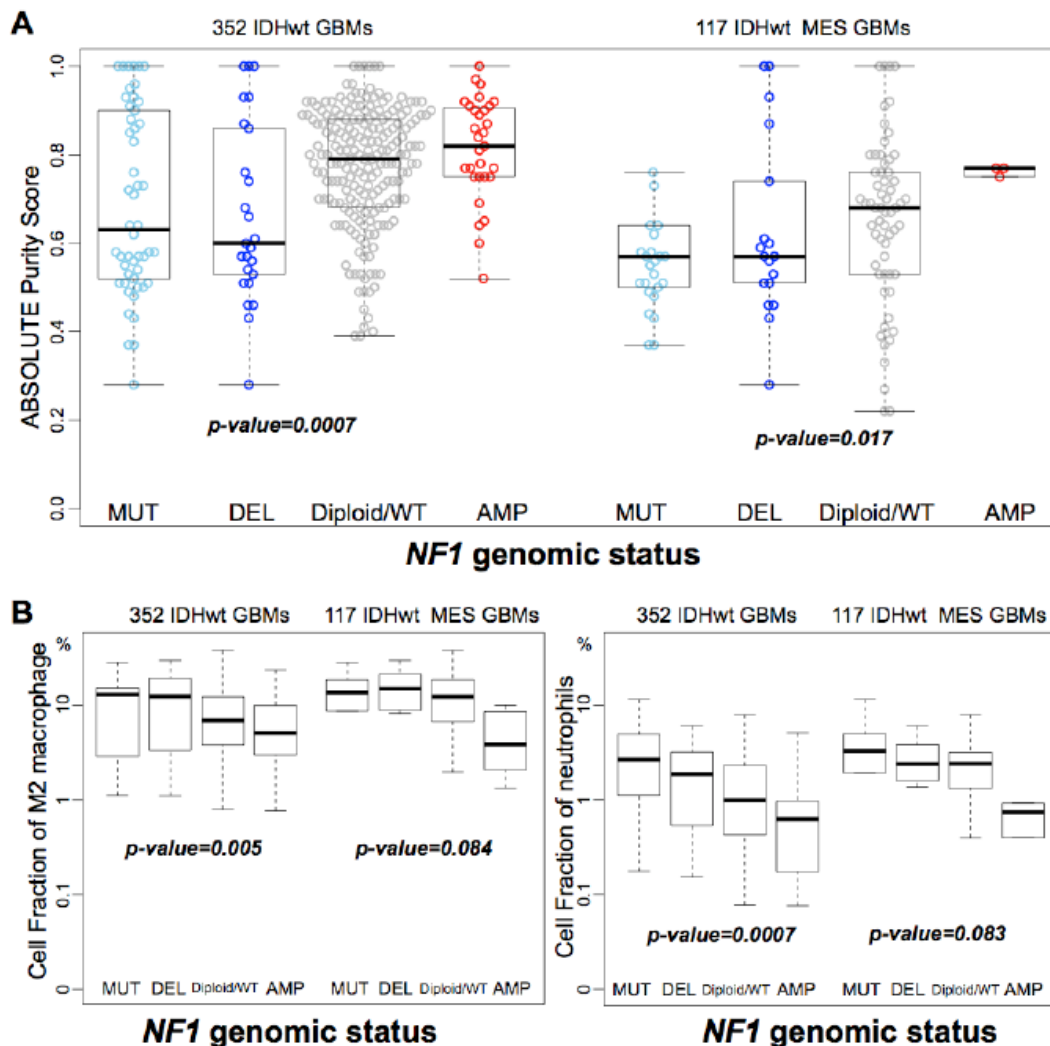 A
352 IDHwt GBMs
117 IDHwt MES GBMs
ABSOLUTE Purity Score
1.0
0.8
0.6
0.4
0.2
0.0
p-value=0.0007
p-value=0.017
MUT DEL Diploid/WT AMP MUT DEL Diploid/WT AMP
NF1 genomic status
B
352 IDHwt GBMs 117 IDHwt MES GBMs
%
Cell Fraction of M2 macrophage
10
1
0.1
0
p-value=0.005 p-value=0.084
MUT DEL Diploid/WT AMP MUT DEL Diploid/WT AMP
NF1 genomic status
352 IDHwt GBMs 117 IDHwt MES GBMs
%
Cell Fraction of neutrophils
10
1
0.1
0
p-value=0.0007 p-value=0.083
MUT DEL Diploid/WT AMP MUT DEL Diploid/WT AMP
NF1 genomic status